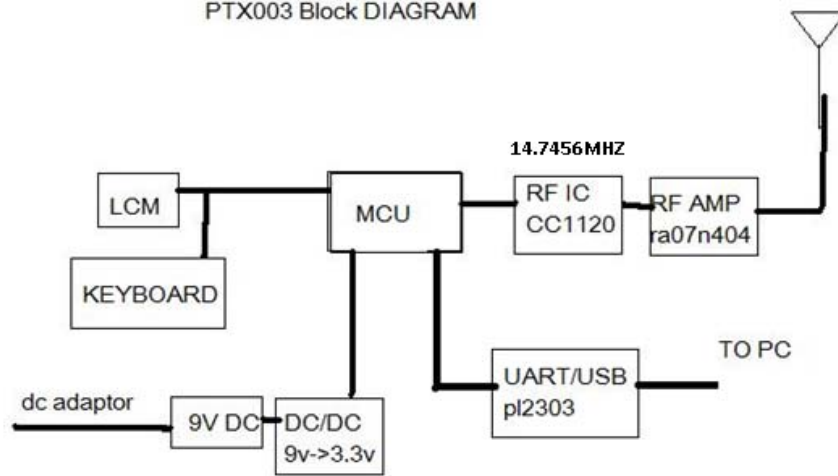 PTX003 Block DIAGRAM
14.7456MHZ
LCM
MCU
RF IC
CC1120
RF AMP
ra07n404
KEYBOARD
TO PC
UART/USB
pl2303
dc adaptor
9V DC
DC/DC
9v->3.3v